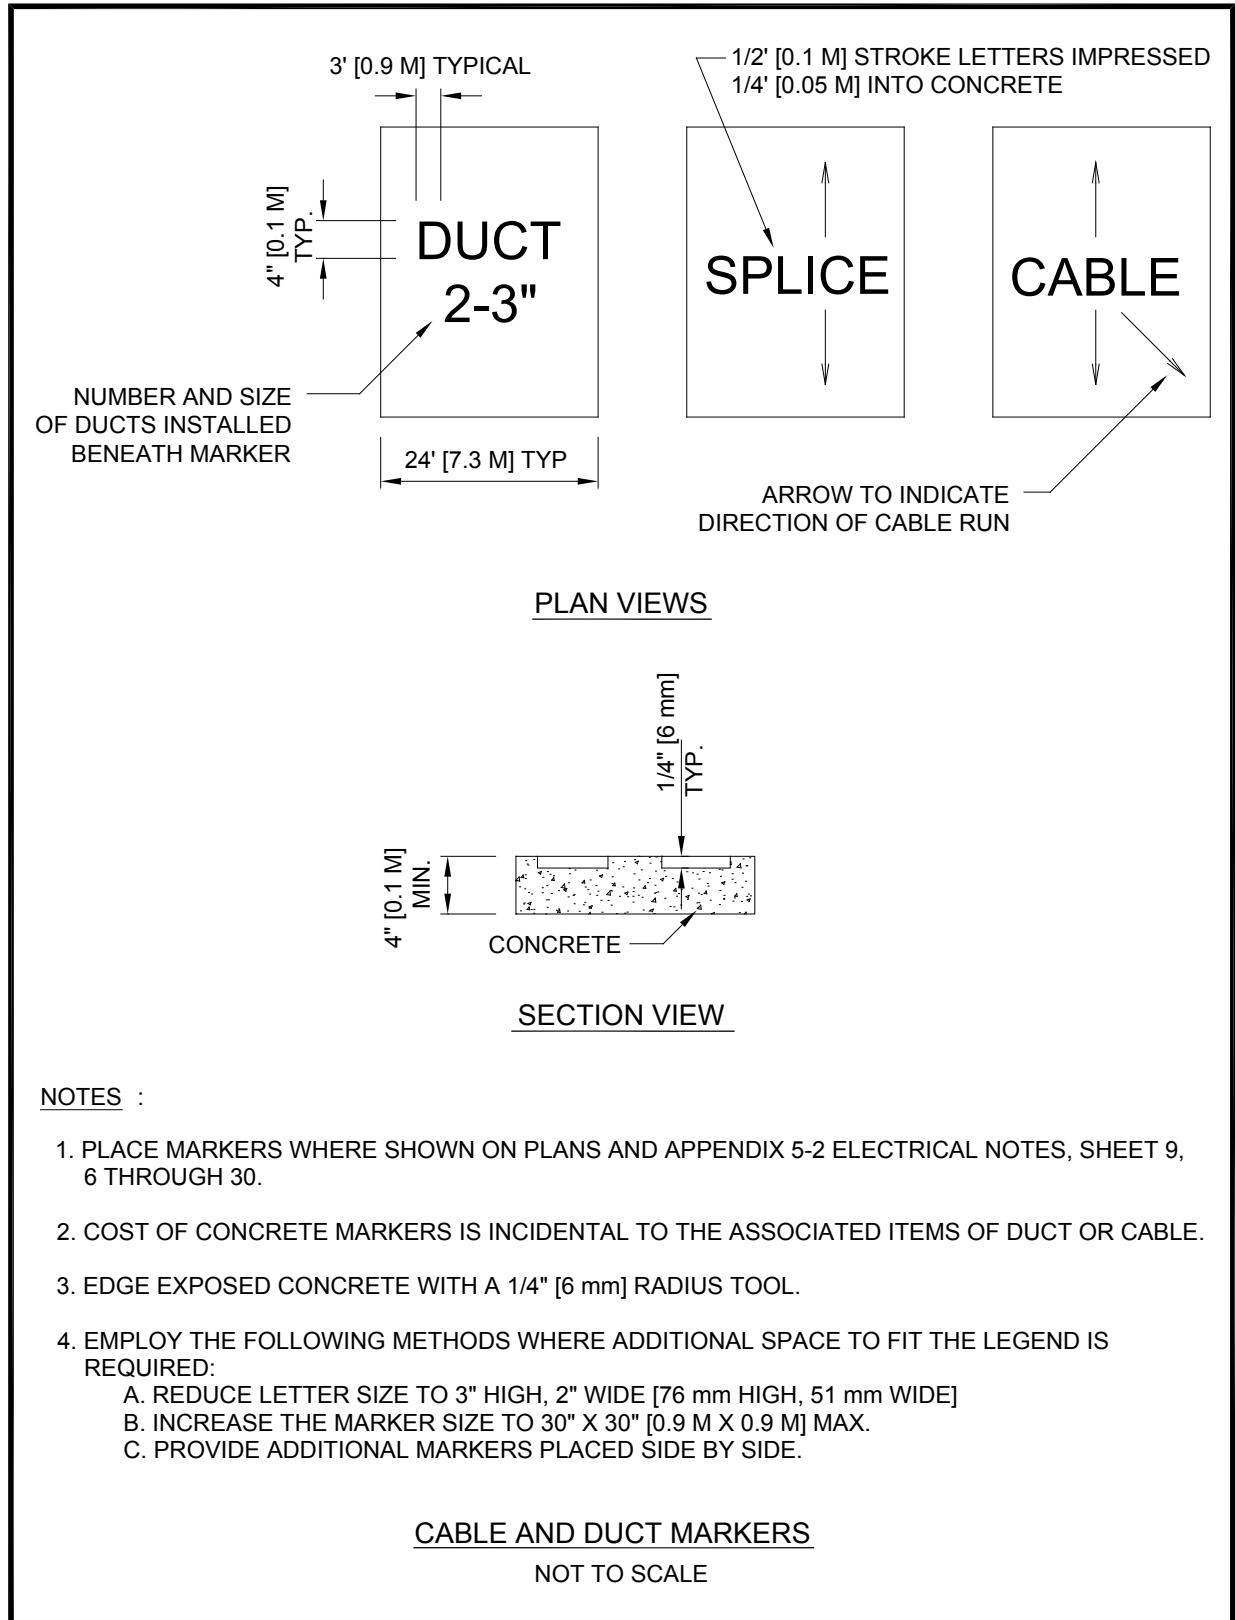 3' [0.9 M] TYPICAL
1/2' [0.1 M] STROKE LETTERS IMPRESSED
1/4' [0.05 M] INTO CONCRETE
4" [0.1 M]
TYP.
DUCT
2-3"
SPLICE
CABLE
NUMBER AND SIZE
OF DUCTS INSTALLED
BENEATH MARKER
24' [7.3 M] TYP
ARROW TO INDICATE
DIRECTION OF CABLE RUN
PLAN VIEWS
1/4" [6 mm]
TYP.
4" [0.1 M]
MIN.
CONCRETE
SECTION VIEW
NOTES :
1. PLACE MARKERS WHERE SHOWN ON PLANS AND APPENDIX 5-2 ELECTRICAL NOTES, SHEET 9,
6 THROUGH 30.
2. COST OF CONCRETE MARKERS IS INCIDENTAL TO THE ASSOCIATED ITEMS OF DUCT OR CABLE.
3. EDGE EXPOSED CONCRETE WITH A 1/4" [6 mm] RADIUS TOOL.
4. EMPLOY THE FOLLOWING METHODS WHERE ADDITIONAL SPACE TO FIT THE LEGEND IS
REQUIRED:
A. REDUCE LETTER SIZE TO 3" HIGH, 2" WIDE [76 mm HIGH, 51 mm WIDE]
B. INCREASE THE MARKER SIZE TO 30" X 30" [0.9 M X 0.9 M] MAX.
C. PROVIDE ADDITIONAL MARKERS PLACED SIDE BY SIDE.
CABLE AND DUCT MARKERS
NOT TO SCALE